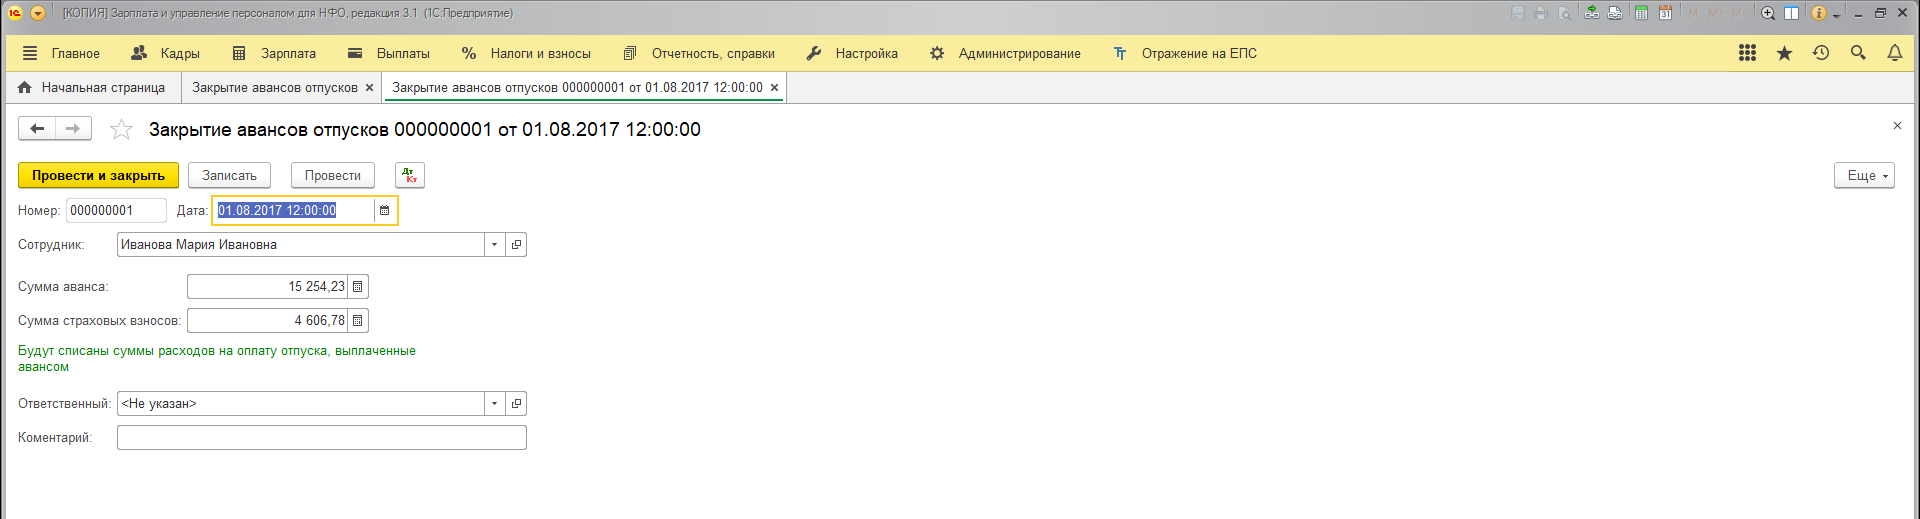 [КОПИЯ] Зарплата и управление персоналом для НФО, редакция 3.1 (1С:Предприятие)
M M+ M-
Главное Кадры Зарплата Выплаты % Налоги и взносы Отчетность, справки Настройка Администрирование Отражение на ЕПС
Начальная страница Закрытие авансов отпусков × Закрытие авансов отпусков 000000001 от 01.08.2017 12:00:00 ×
Закрытие авансов отпусков 000000001 от 01.08.2017 12:00:00
Провести и закрыть Записать Провести Дт Кт Еще
Номер: 000000001 Дата: 01.08.2017 12:00:00
Сотрудник: Иванова Мария Ивановна
Сумма аванса: 15 254,23
Сумма страховых взносов: 4 606,78
Будут списаны суммы расходов на оплату отпуска, выплаченные
авансом
Ответственный: <Не указан>
Коментарий: